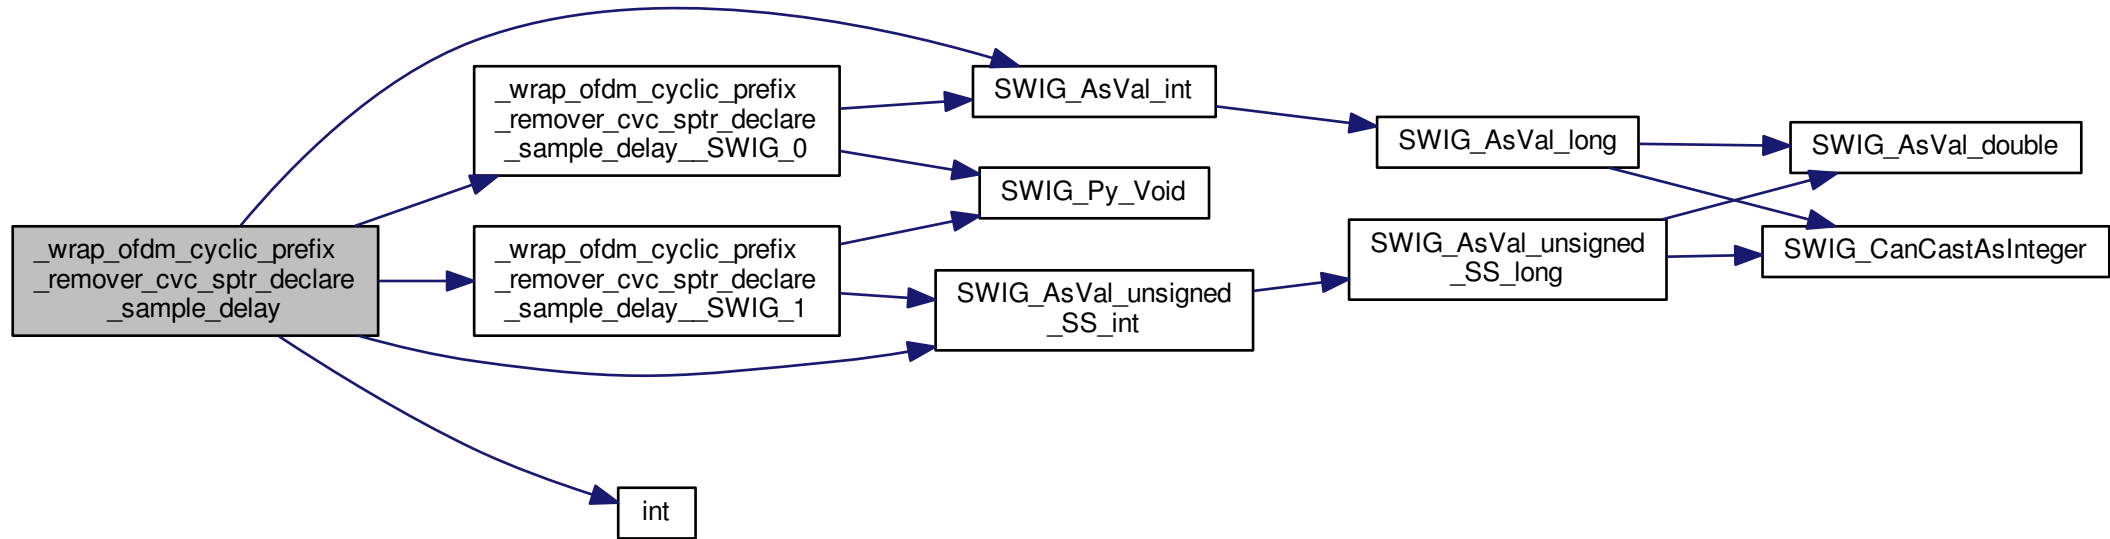 _wrap_ofdm_cyclic_prefix
_remover_cvc_sptr_declare
_sample_delay
_wrap_ofdm_cyclic_prefix
_remover_cvc_sptr_declare
_sample_delay__SWIG_0
_wrap_ofdm_cyclic_prefix
_remover_cvc_sptr_declare
_sample_delay__SWIG_1
int
SWIG_AsVal_int
SWIG_Py_Void
SWIG_AsVal_unsigned
_SS_int
SWIG_AsVal_long
SWIG_AsVal_unsigned
_SS_long
SWIG_AsVal_double
SWIG_CanCastAsInteger